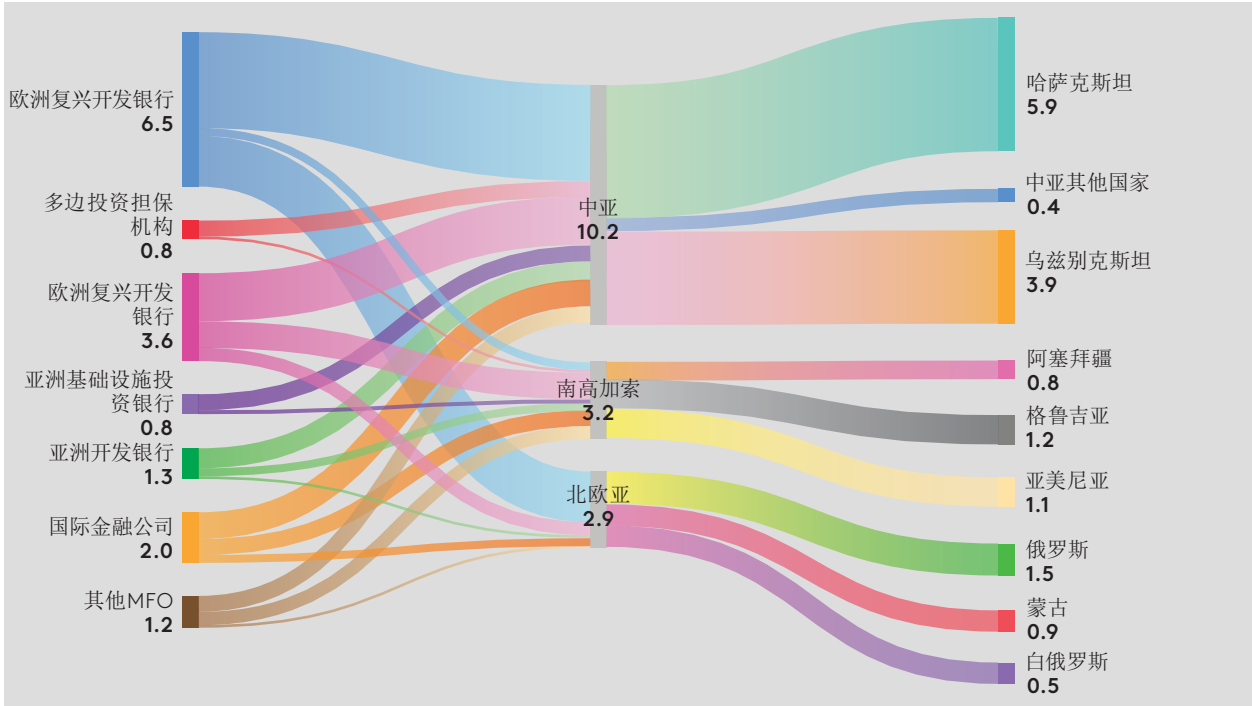 欧洲复兴开发银行
6.5
多边投资担保
机构
0.8
欧洲复兴开发
银行
3.6
亚洲基础设施投
资银行
0.8
亚洲开发银行
1.3
国际金融公司
2.0
其他MFO
1.2
中亚
10.2
南高加索
3.2
北欧亚
2.9
哈萨克斯坦
5.9
中亚其他国家
0.4
乌兹别克斯坦
3.9
阿塞拜疆
0.8
格鲁吉亚
1.2
亚美尼亚
1.1
俄罗斯
1.5
蒙古
0.9
白俄罗斯
0.5